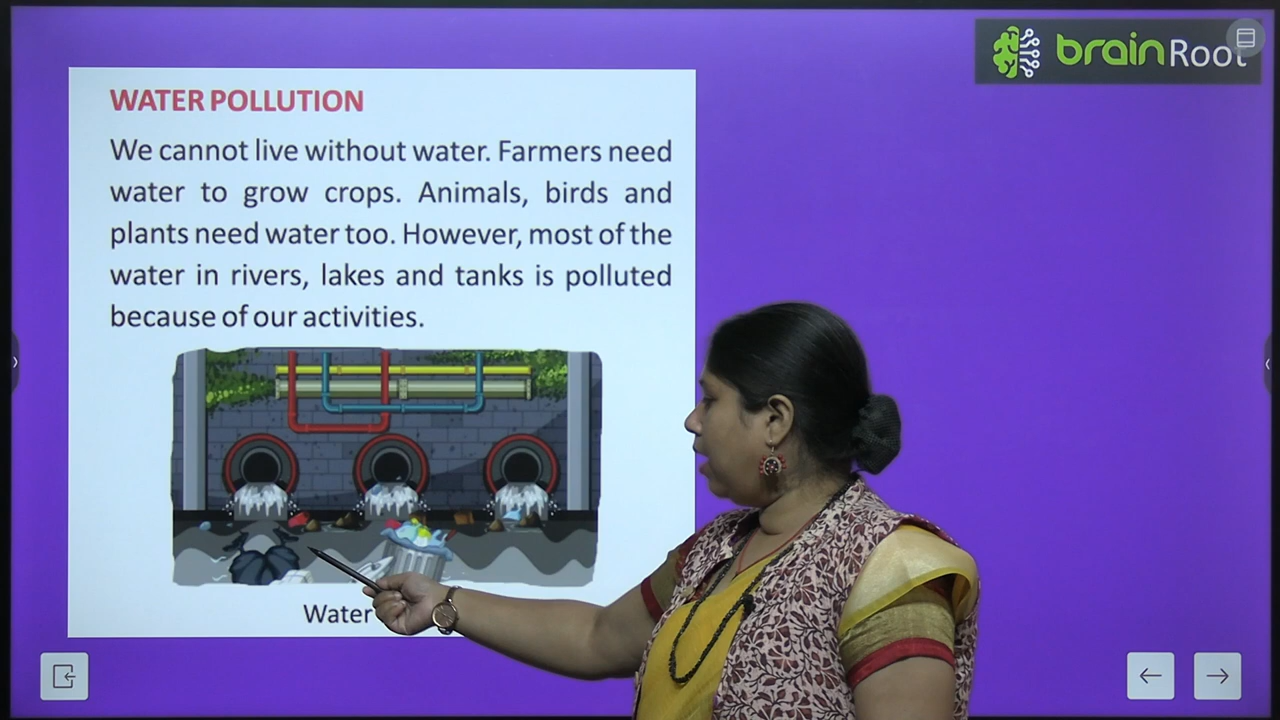 brainRoot
WATER POLLUTION
We cannot live without water. Farmers need
water to grow crops. Animals, birds and
plants need water too. However, most of the
water in rivers, lakes and tanks is polluted
because of our activities.
Water